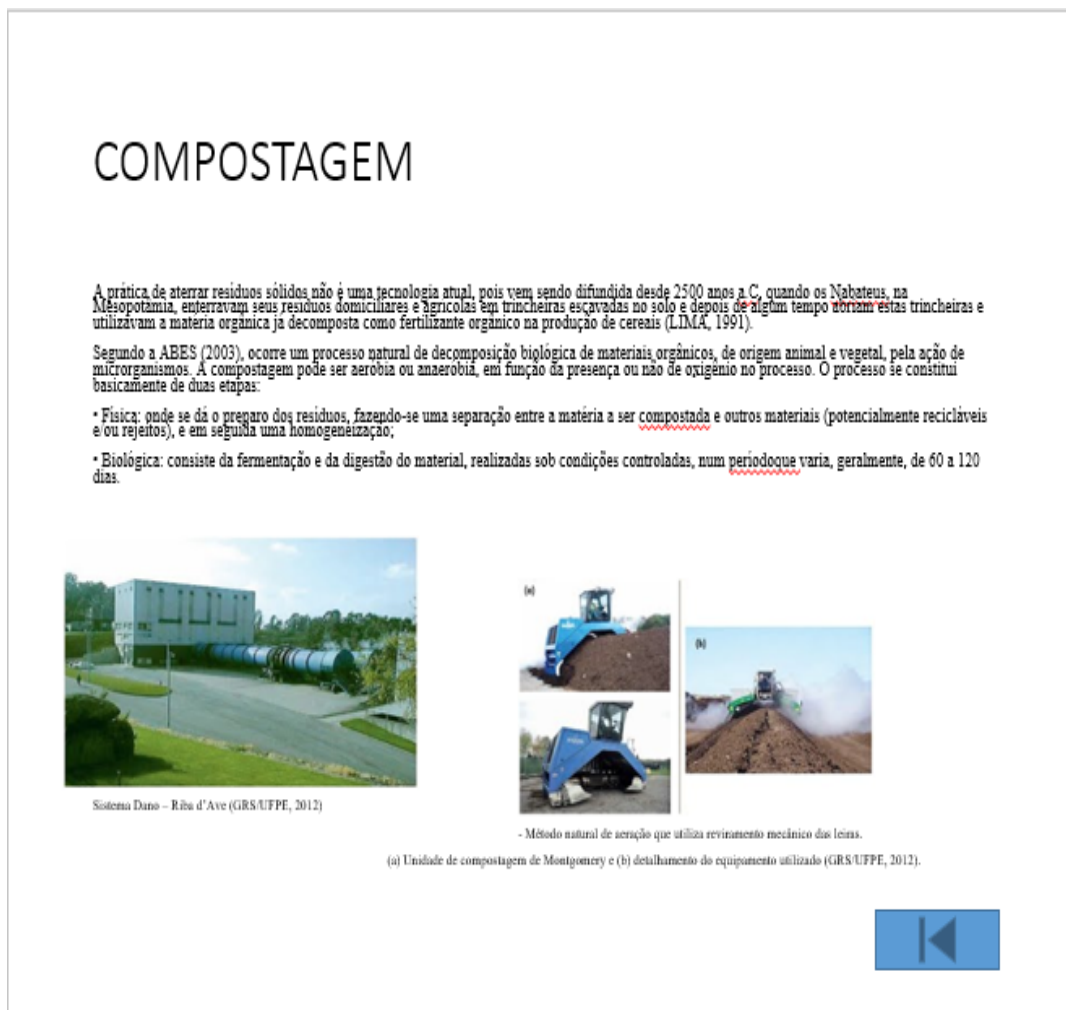 COMPOSTAGEM
A prática de aterrar resíduos sólidos não é uma tecnologia atual, pois vem sendo difundida desde 2500 anos a.C, quando os Nabateus, na
Mesopotâmia, enterravam seus resíduos domiciliares e agrícolas em trincheiras escavadas no solo e depois de algum tempo abriam estas trincheiras e
utilizavam a matéria orgânica já decomposta como fertilizante orgânico na produção de cereais (LIMA, 1991).
Segundo a ABES (2003), ocorre um processo natural de decomposição biológica de materiais orgânicos, de origem animal e vegetal, pela ação de
microrganismos. A compostagem pode ser aeróbia ou anaeróbia, em função da presença ou não de oxigênio no processo. O processo se constitui
basicamente de duas etapas:
• Física: onde se dá o preparo dos resíduos, fazendo-se uma separação entre a matéria a ser compostada e outros materiais (potencialmente recicláveis
e/ou rejeitos), e em seguida uma homogeneização;
• Biológica: consiste da fermentação e da digestão do material, realizadas sob condições controladas, num períodoque varia, geralmente, de 60 a 120
dias.
(a)
(b)
Sistema Dano – Riba d'Ave (GRS/UFPE, 2012)
- Método natural de aeração que utiliza reviramento mecânico das leiras.
(a) Unidade de compostagem de Montgomery e (b) detalhamento do equipamento utilizado (GRS/UFPE, 2012).